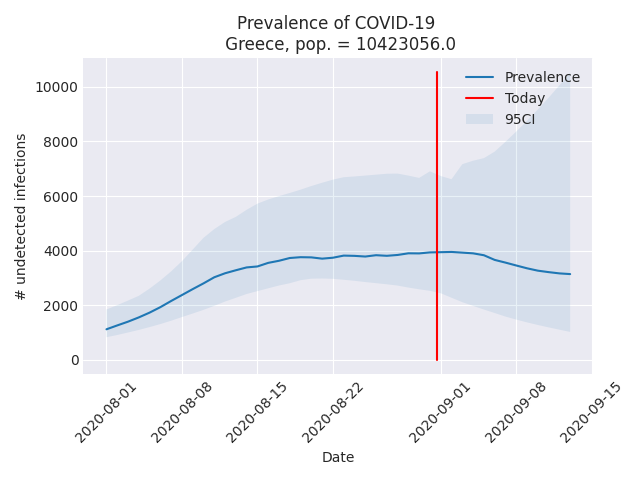 Prevalence of COVID-19
Greece, pop. = 10423056.0
Prevalence
Today
95CI
# undetected infections
10000
8000
6000
4000
2000
0
2020-08-01
2020-08-08
2020-08-15
2020-08-22
2020-09-01
2020-09-08
2020-09-15
Date